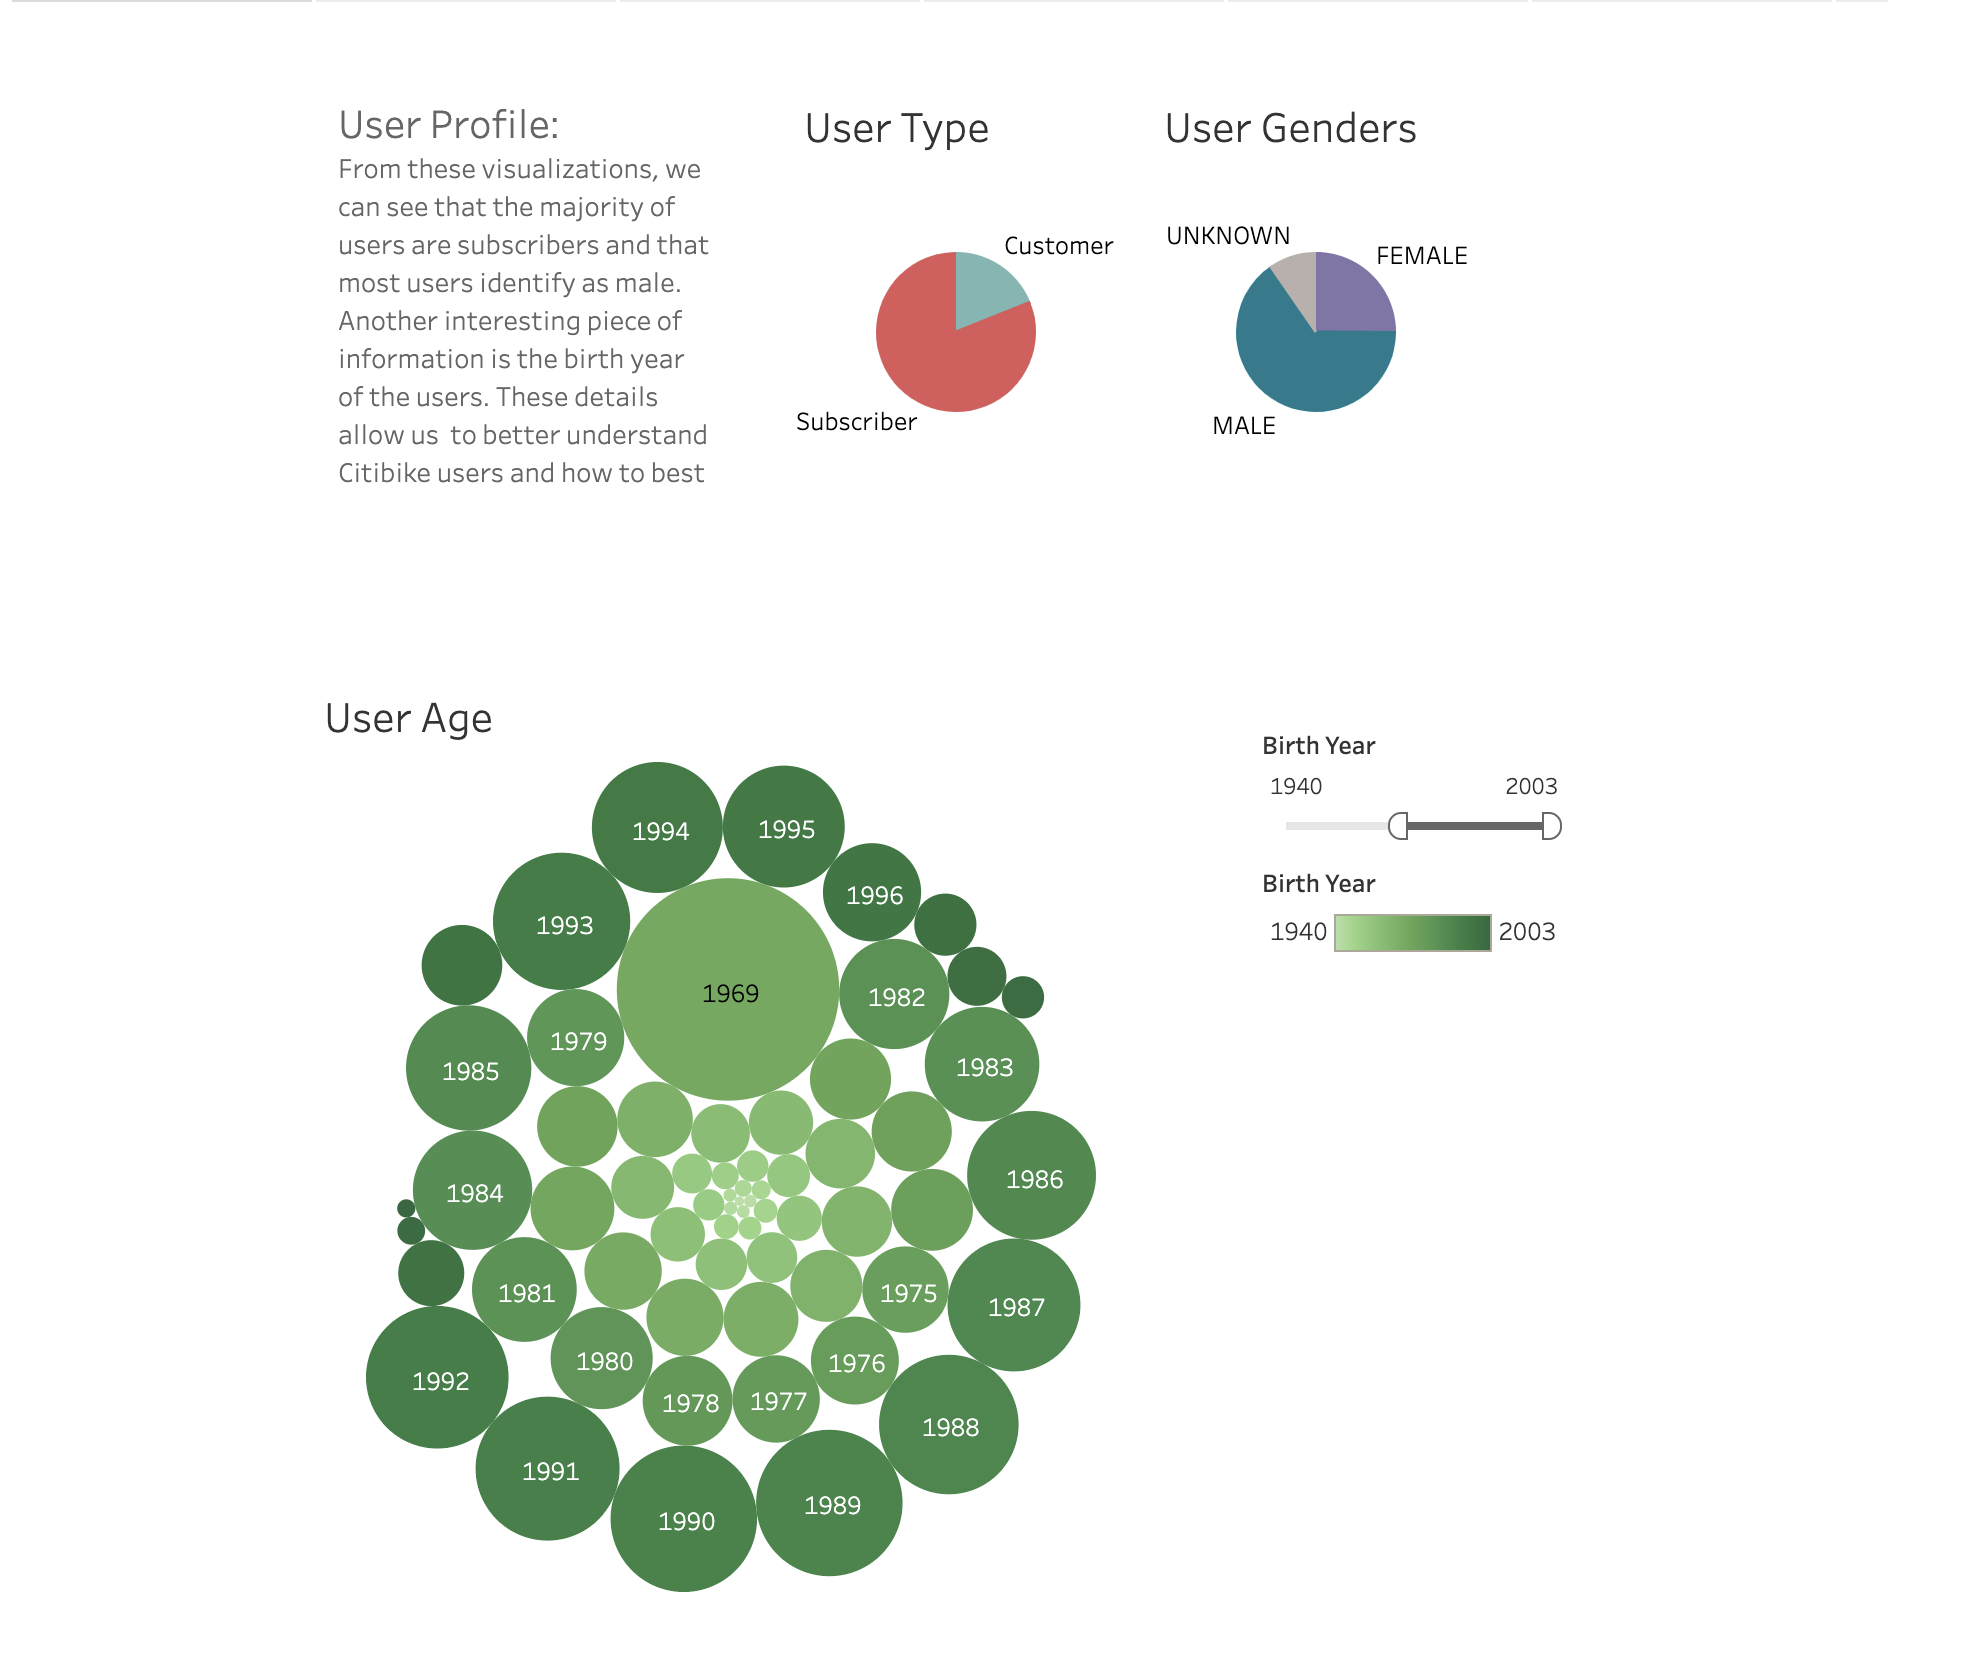 User Profile:
From these visualizations, we
can see that the majority of
users are subscribers and that
most users identify as male.
Another interesting piece of
information is the birth year
of the users. These details
allow us  to better understand
Citibike users and how to best
User Type
Customer
Subscriber
User Genders
UNKNOWN
FEMALE
MALE
User Age
1994
1995
1996
1993
1969
1982
1979
1985
1983
1984
1986
1981
1975
1987
1980
1976
1992
1978
1977
1988
1991
1990
1989
Birth Year
1940 2003
Birth Year
1940 2003